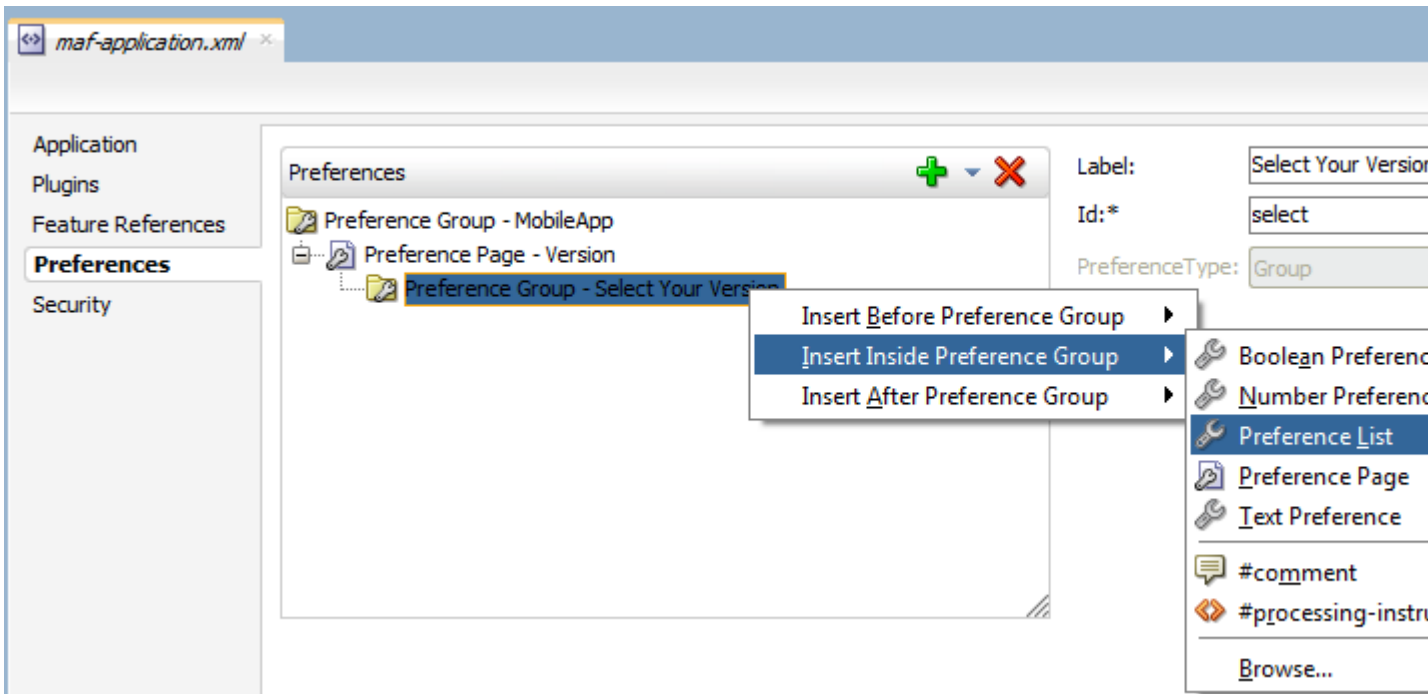 maf-application.xml
Application
Plugins
Feature References
Preferences
Security
Preferences
Preference Group - MobileApp
Preference Page - Version
Preference Group - Select Your Version
Label:
Select Your Version
Id:*
select
PreferenceType:
Group
Insert Before Preference Group
Insert Inside Preference Group
Insert After Preference Group
Boolean Preferenc
Number Preferenc
Preference List
Preference Page
Text Preference
#comment
#processing-instru
Browse...